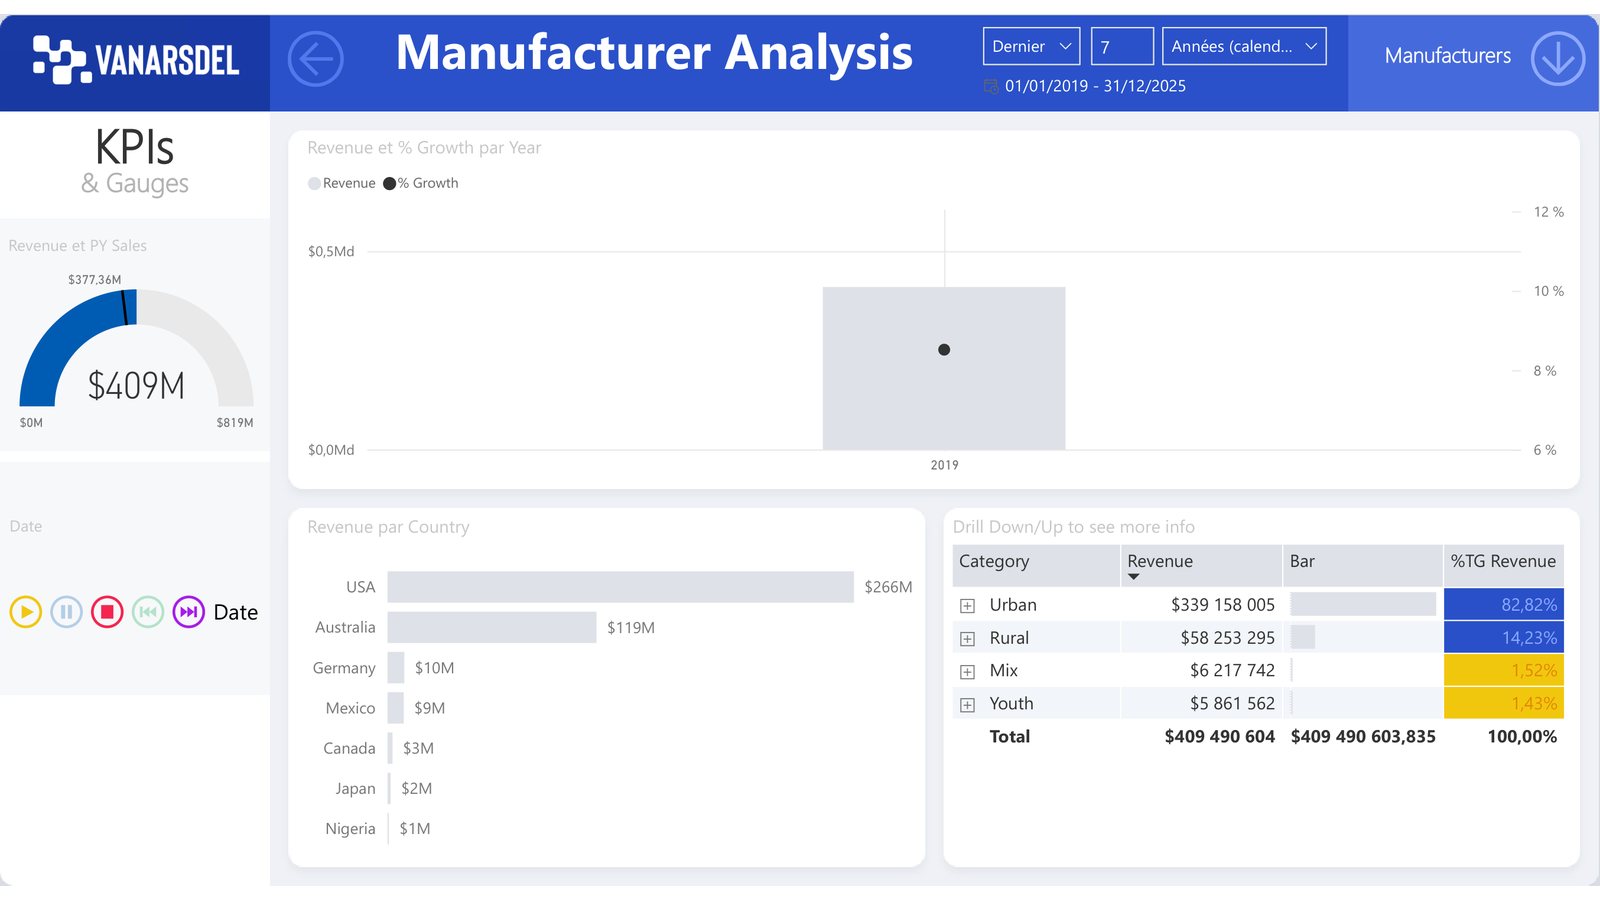 VANARSDEL
Manufacturer Analysis
Dernier
7
Années (calend...
01/01/2019 - 31/12/2025
Manufacturers
KPIs
& Gauges
Revenue et PY Sales
$377,36M
$409M
$0M
$819M
Date
Date
Revenue et % Growth par Year
Revenue
% Growth
$0,5Md
$0,0Md
12 %
10 %
8 %
6 %
2019
Revenue par Country
USA $266M
Australia $119M
Germany $10M
Mexico $9M
Canada $3M
Japan $2M
Nigeria $1M
Drill Down/Up to see more info
Category Revenue Bar %TG Revenue
Urban $339 158 005 82,82%
Rural $58 253 295 14,23%
Mix $6 217 742 1,52%
Youth $5 861 562 1,43%
Total $409 490 604 $409 490 603,835 100,00%